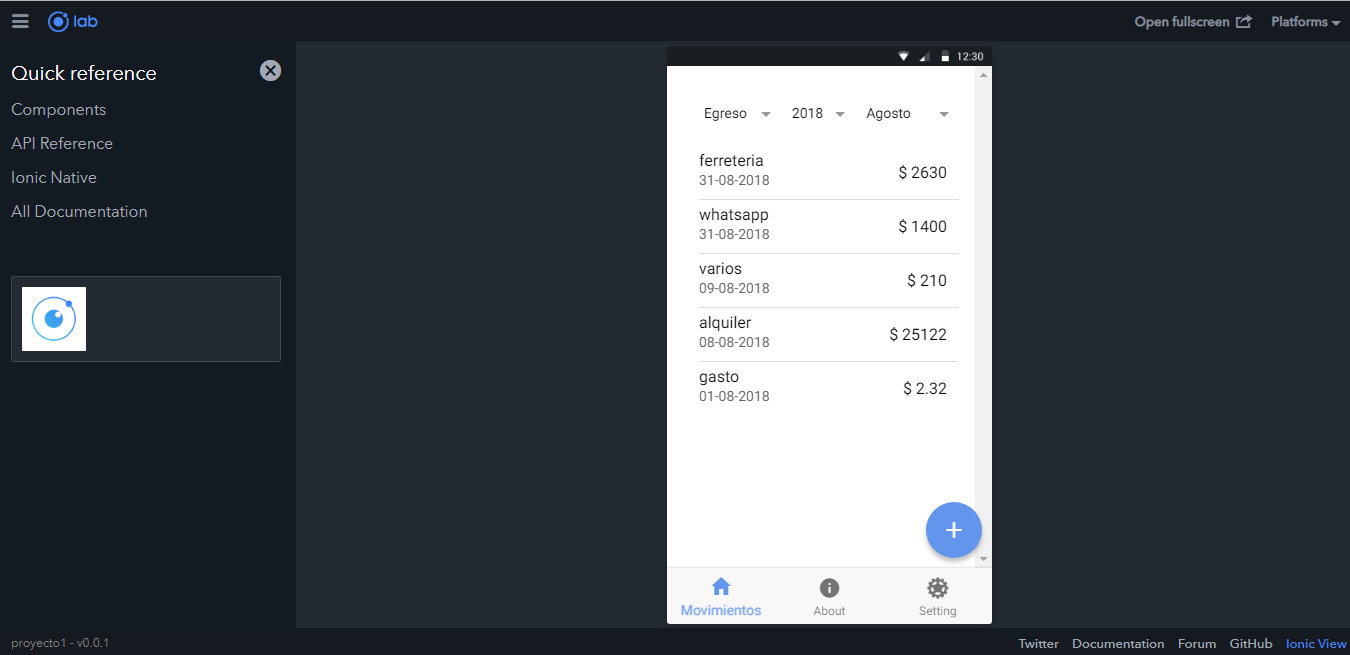 lab
Open fullscreen
Platforms
Quick reference
Components
API Reference
Ionic Native
All Documentation
12:30
Egreso 2018 Agosto
ferreteria
31-08-2018
$ 2630
whatsapp
31-08-2018
$ 1400
varios
09-08-2018
$ 210
alquiler
08-08-2018
$ 25122
gasto
01-08-2018
$ 2.32
+
Movimientos
About
Setting
proyecto1 - v0.0.1
Twitter Documentation Forum GitHub Ionic View